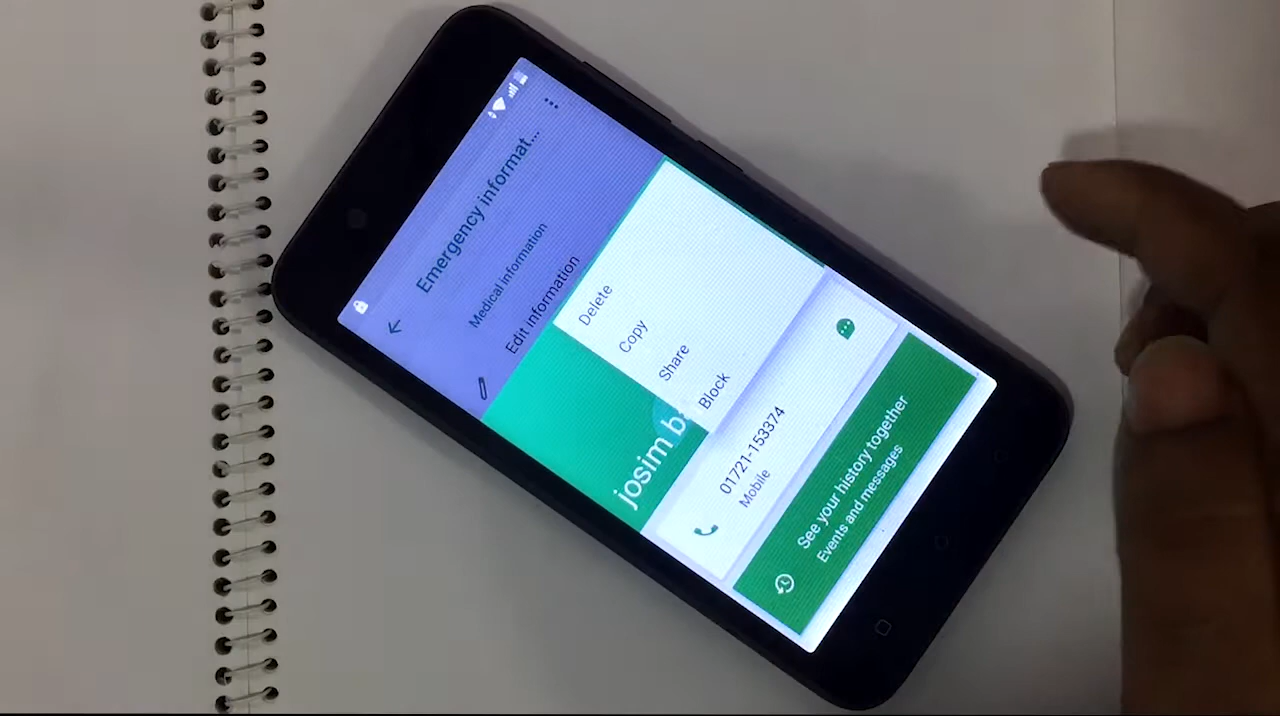 Emergency informat...
Medical information
Edit information
Delete
Copy
Share
Block
josim b
01721-153374
Mobile
See your history together
Events and messages